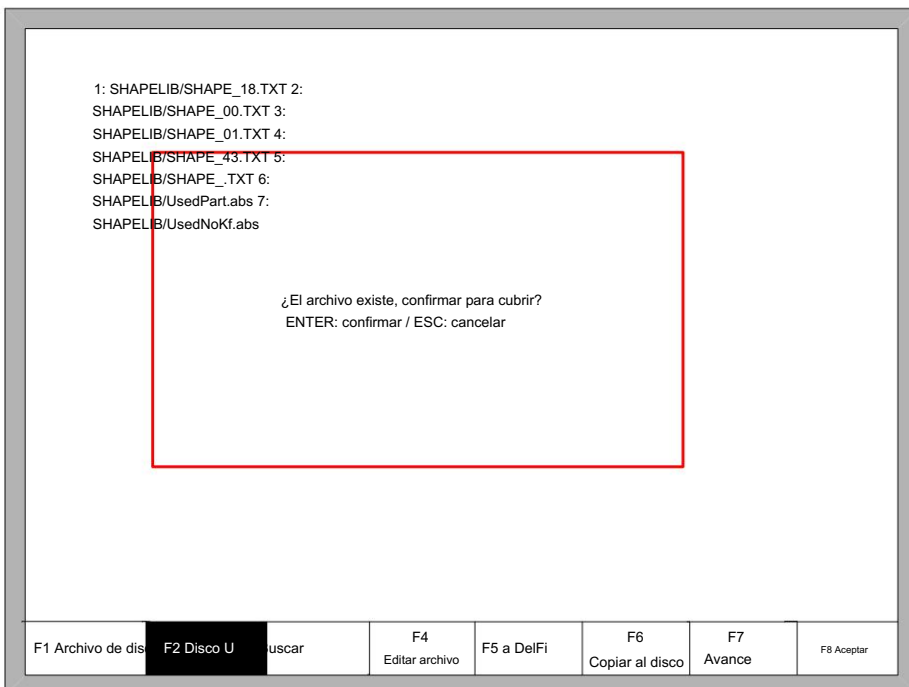 1: SHAPELIB/SHAPE_18.TXT 2:
SHAPELIB/SHAPE_00.TXT 3:
SHAPELIB/SHAPE_01.TXT 4:
SHAPELIB/SHAPE_43.TXT 5:
SHAPELIB/SHAPE_.TXT 6:
SHAPELIB/UsedPart.abs 7:
SHAPELIB/UsedNoKf.abs
¿El archivo existe, confirmar para cubrir?
ENTER: confirmar / ESC: cancelar
F1 Archivo de dis
F2 Disco U
uscar
F4
Editar archivo
F5 a DelFi
F6
Copiar al disco
F7
Avance
F8 Aceptar